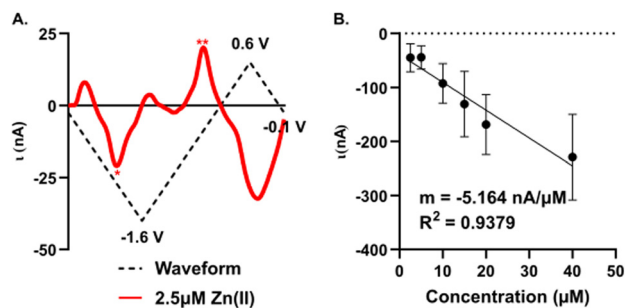 A.
25
0
-25
-50
ι (nA)
**
*
0.6 V
-0.1 V
-1.6 V
Waveform
2.5μM Zn(II)
B.
0
-100
-200
-300
-400
ι(nA)
m = -5.164 nA/μM
R² = 0.9379
0 10 20 30 40 50
Concentration (μM)